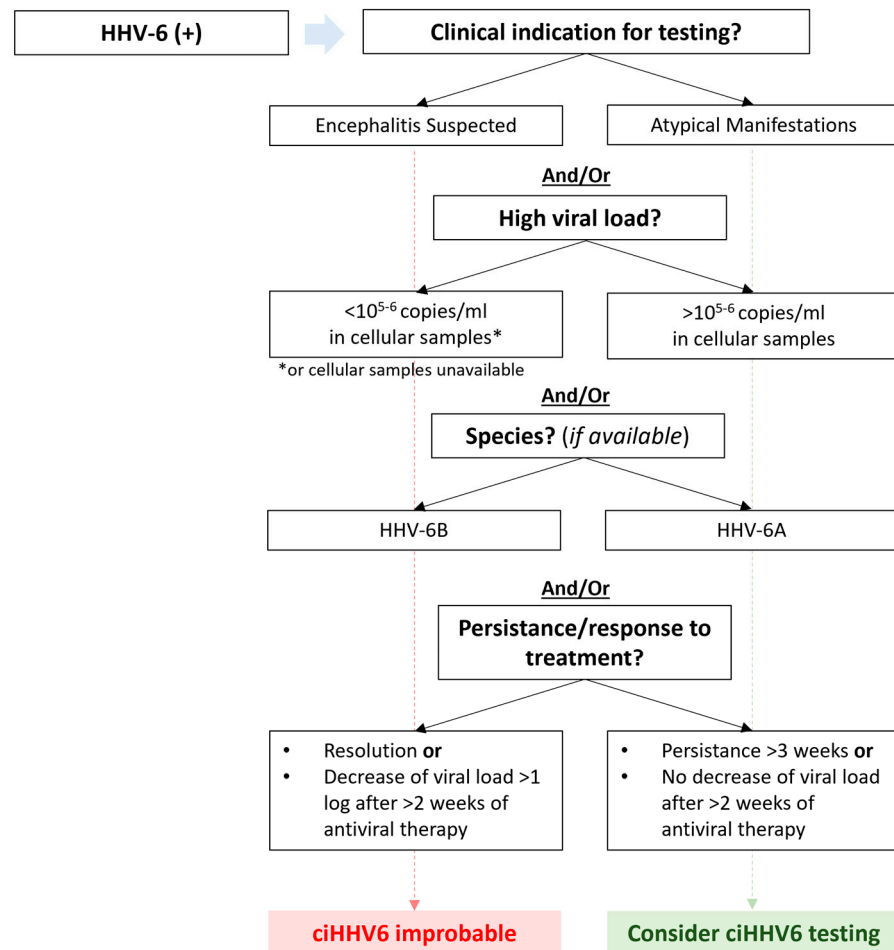 HHV-6 (+)
Clinical indication for testing?
Encephalitis Suspected
Atypical Manifestations
And/Or
High viral load?
<10⁵⁻⁶ copies/ml
in cellular samples*
>10⁵⁻⁶ copies/ml
in cellular samples
*or cellular samples unavailable
And/Or
Species? (if available)
HHV-6B
HHV-6A
And/Or
Persistance/response to
treatment?
• Resolution or
• Decrease of viral load >1
log after >2 weeks of
antiviral therapy
• Persistance >3 weeks or
• No decrease of viral load
after >2 weeks of
antiviral therapy
ciHHV6 improbable
Consider ciHHV6 testing